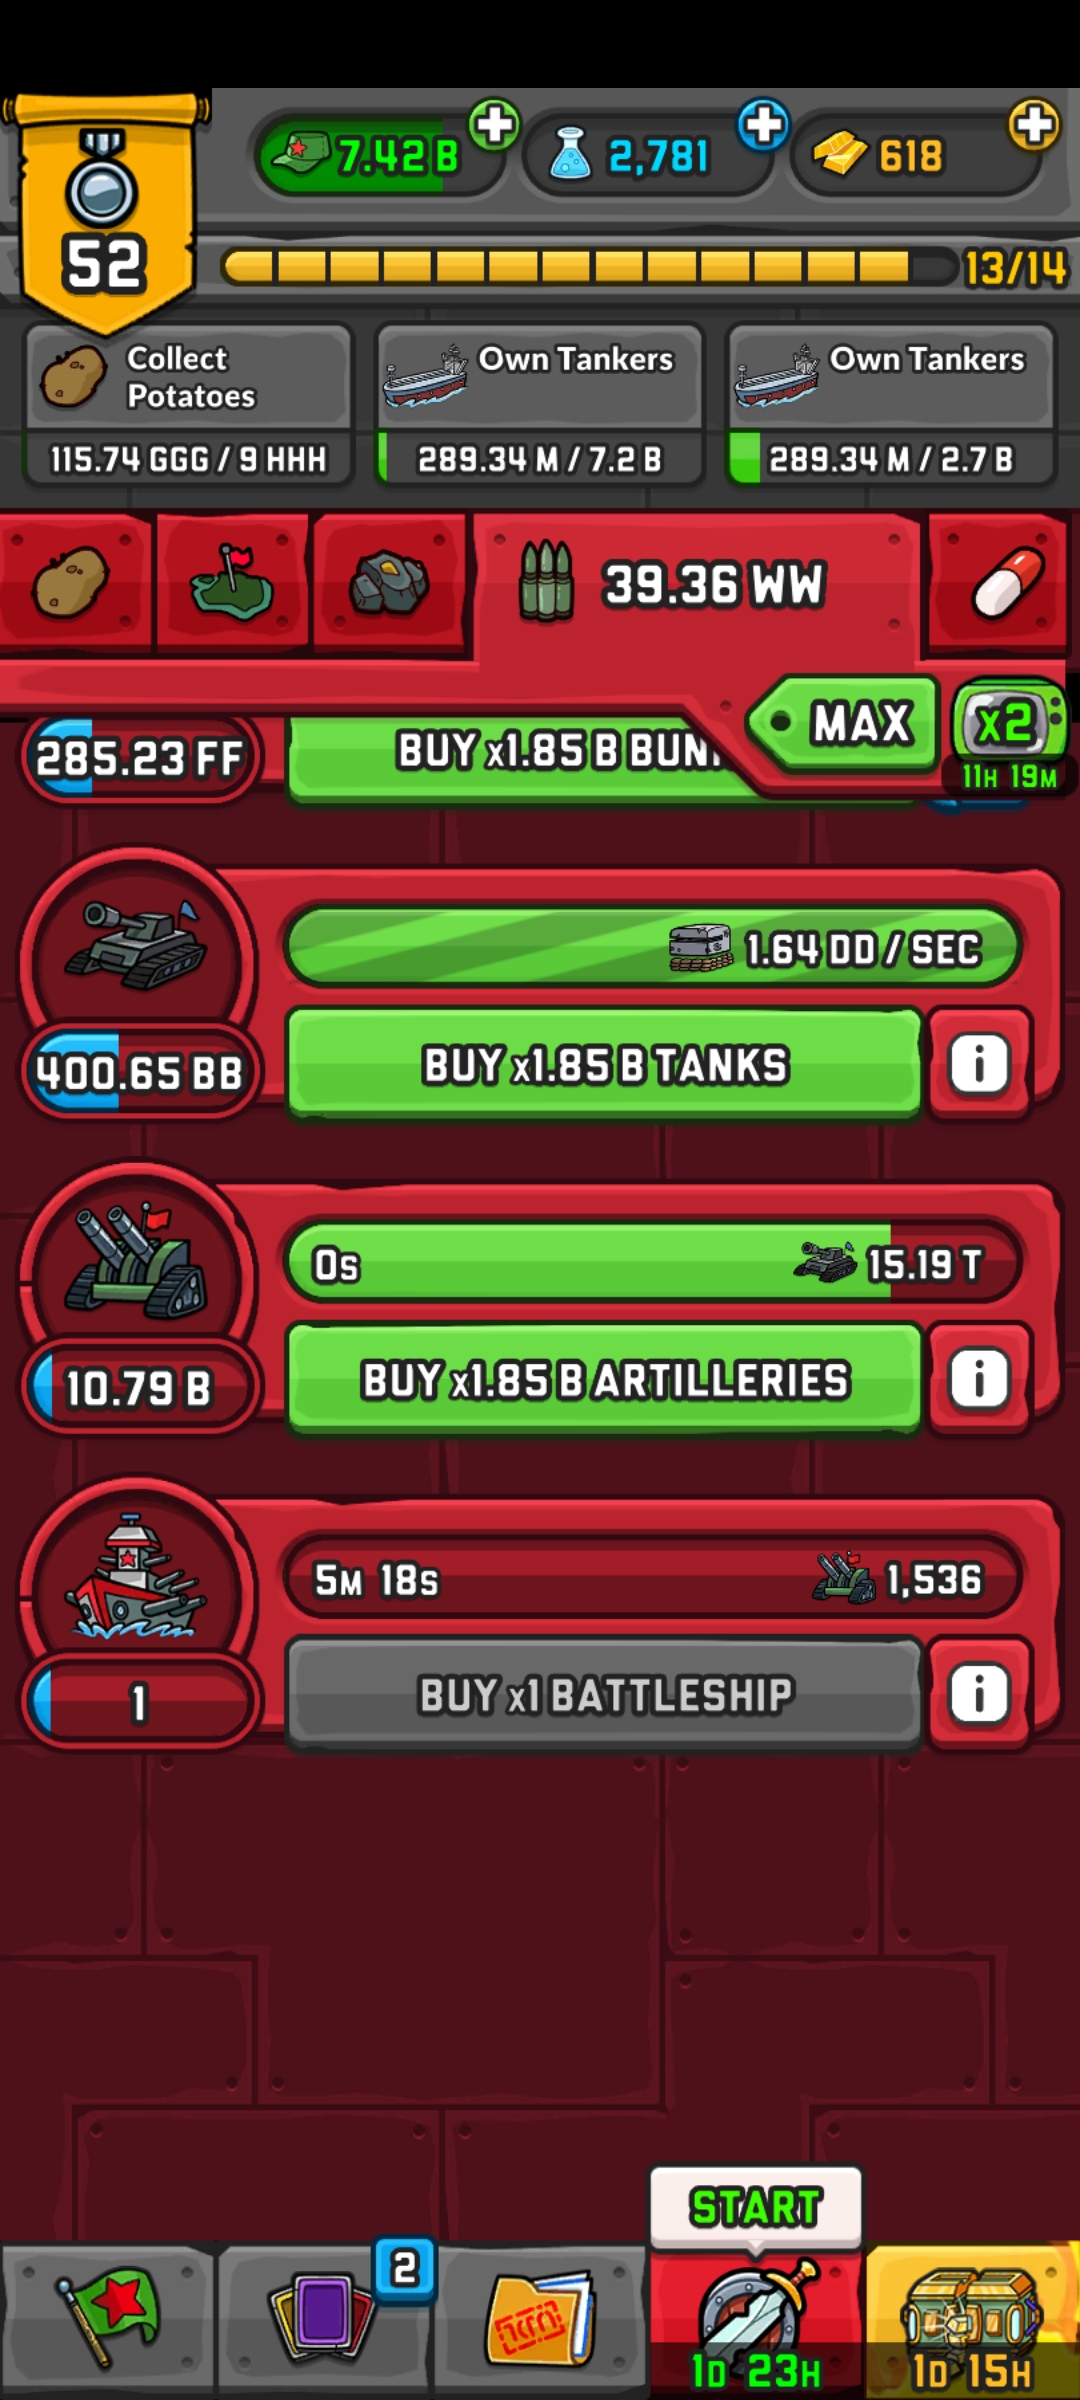 7.42 B
2,781
618
52
13/14
Collect
Potatoes
115.74 GGG / 9 HHH
Own Tankers
289.34 M / 7.2 B
Own Tankers
289.34 M / 2.7 B
39.36 WW
MAX
x2
11H 19M
285.23 FF
BUY x1.85 B
1.64 DD / SEC
400.65 BB
BUY x1.85 B TANKS
0s
15.19 T
10.79 B
BUY x1.85 B ARTILLERIES
5M 18s
1,536
1
BUY x1 BATTLESHIP
START
2
1D 23H
1D 15H